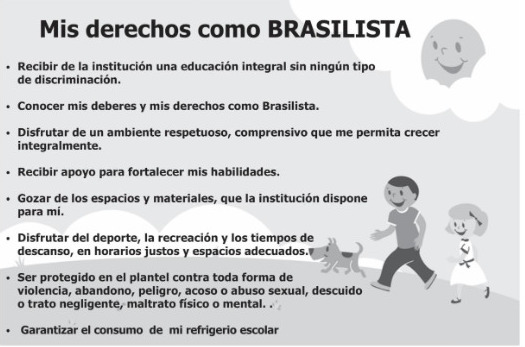 Mis derechos como BRASILISTA
• Recibir de la institución una educación integral sin ningún tipo
de discriminación.
• Conocer mis deberes y mis derechos como Brasilista.
• Disfrutar de un ambiente respetuoso, comprensivo que me permita crecer
integralmente.
• Recibir apoyo para fortalecer mis habilidades.
• Gozar de los espacios y materiales, que la institución dispone
para mí.
• Disfrutar del deporte, la recreación y los tiempos de
descanso, en horarios justos y espacios adecuados.
• Ser protegido en el plantel contra toda forma de
violencia, abandono, peligro, acoso o abuso sexual, descuido
o trato negligente, maltrato físico o mental. .
• Garantizar el consumo de mi refrigerio escolar